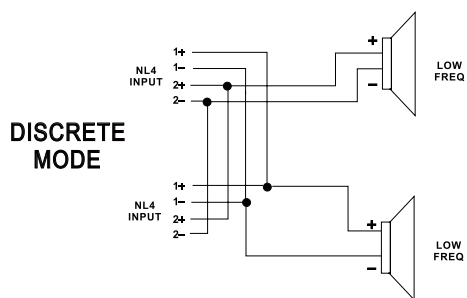 1+
1−
NL4
INPUT
2+
2−
+
−
LOW
FREQ
DISCRETE
MODE
1+
1−
NL4
INPUT
2+
2−
+
−
LOW
FREQ